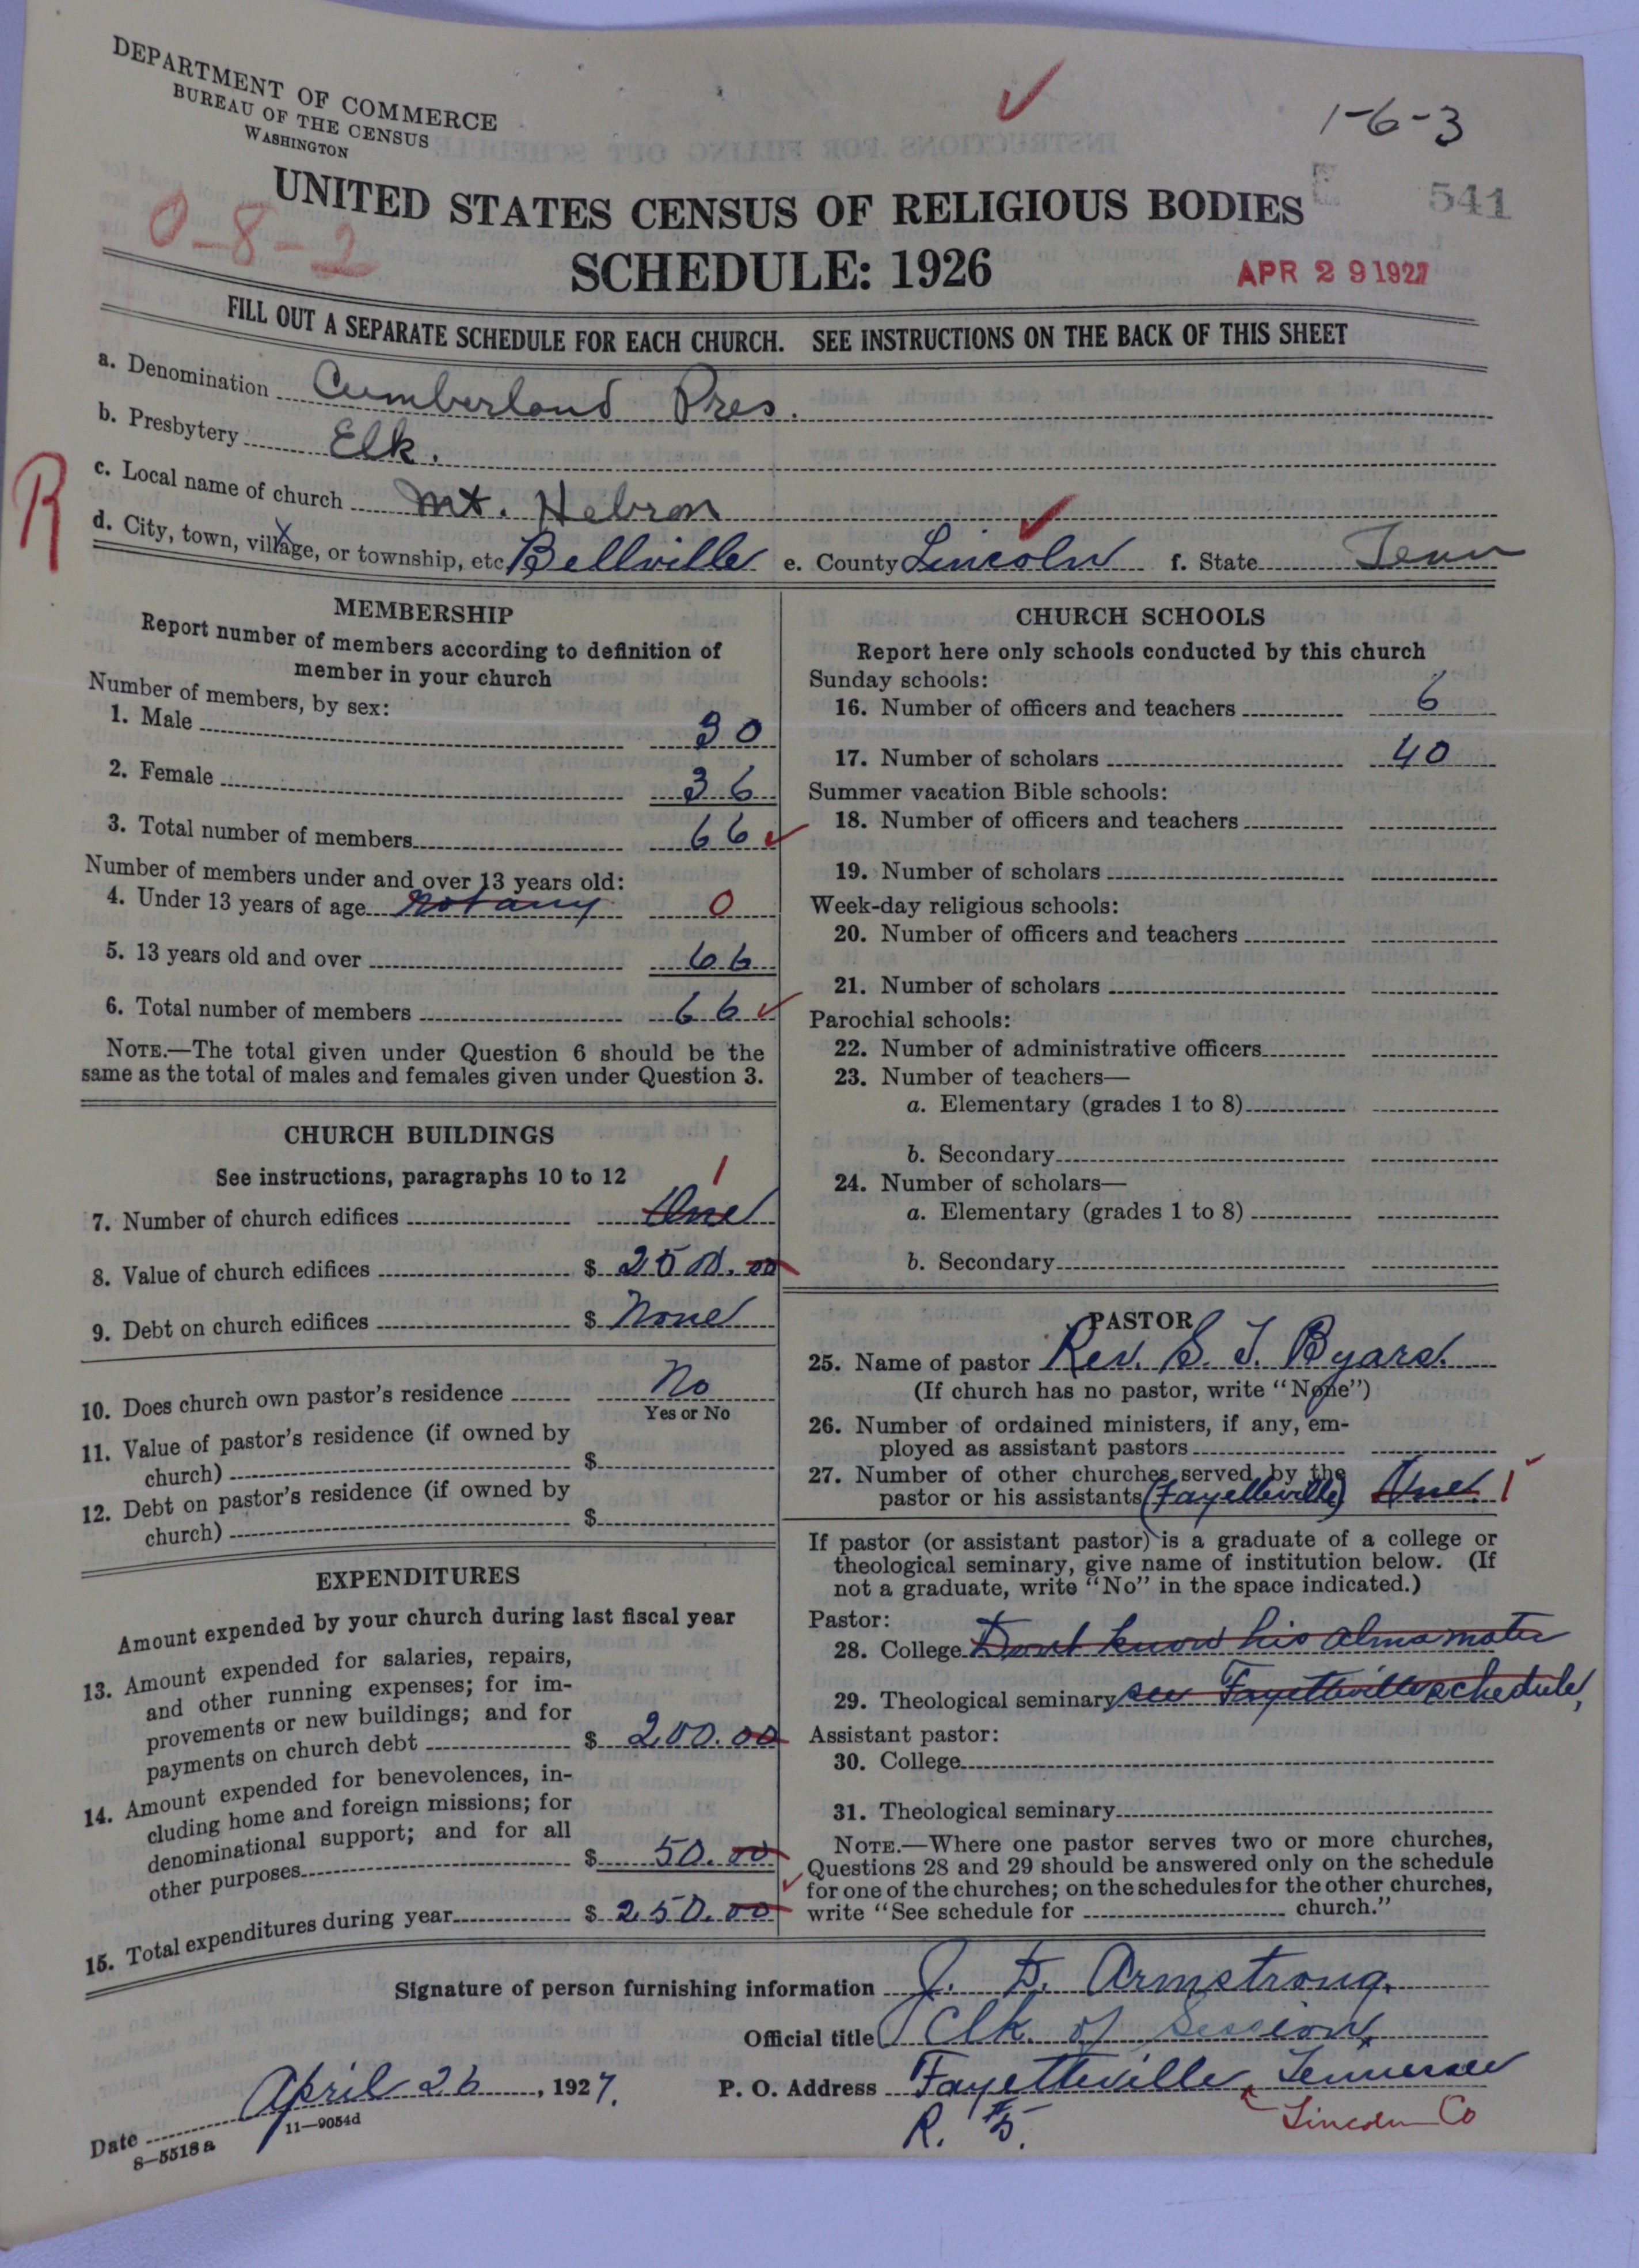 DEPARTMENT OF COMMERCE
BUREAU OF THE CENSUS
WASHINGTON
1-6-3
541
0-8-2
UNITED STATES CENSUS OF RELIGIOUS BODIES
SCHEDULE: 1926
APR 29 1927
FILL OUT A SEPARATE SCHEDULE FOR EACH CHURCH. SEE INSTRUCTIONS ON THE BACK OF THIS SHEET
a. Denomination Cumberland Pres.
b. Presbytery Elk.
R
c. Local name of church Mt. Hebron
d. City, town, village, or township, etc Bellville e. County Lincoln f. State Tenn
MEMBERSHIP
Report number of members according to definition of
member in your church
Number of members, by sex:
1. Male 30
2. Female 36
3. Total number of members 66
Number of members under and over 13 years old:
4. Under 13 years of age Not any 0
5. 13 years old and over 66
6. Total number of members 66
NOTE.—The total given under Question 6 should be the
same as the total of males and females given under Question 3.
CHURCH BUILDINGS
See instructions, paragraphs 10 to 12
1
7. Number of church edifices One
8. Value of church edifices $ 2500.00
9. Debt on church edifices $ None
10. Does church own pastor's residence No
Yes or No
11. Value of pastor's residence (if owned by
church) $
12. Debt on pastor's residence (if owned by
church) $
EXPENDITURES
Amount expended by your church during last fiscal year
13. Amount expended for salaries, repairs,
and other running expenses; for im-
provements or new buildings; and for
payments on church debt $ 200.00
14. Amount expended for benevolences, in-
cluding home and foreign missions; for
denominational support; and for all
other purposes $ 50.00
15. Total expenditures during year $ 250.00
CHURCH SCHOOLS
Report here only schools conducted by this church
Sunday schools:
16. Number of officers and teachers 6
17. Number of scholars 40
Summer vacation Bible schools:
18. Number of officers and teachers
19. Number of scholars
Week-day religious schools:
20. Number of officers and teachers
21. Number of scholars
Parochial schools:
22. Number of administrative officers
23. Number of teachers—
a. Elementary (grades 1 to 8)
b. Secondary
24. Number of scholars—
a. Elementary (grades 1 to 8)
b. Secondary
PASTOR
25. Name of pastor Rev. S. T. Byars.
(If church has no pastor, write "None")
26. Number of ordained ministers, if any, em-
ployed as assistant pastors
27. Number of other churches served by the
pastor or his assistants (Fayetteville) One. 1
If pastor (or assistant pastor) is a graduate of a college or
theological seminary, give name of institution below. (If
not a graduate, write "No" in the space indicated.)
Pastor:
28. College Dont know his alma mater
29. Theological seminary see Fayetteville schedule,
Assistant pastor:
30. College
31. Theological seminary
NOTE.—Where one pastor serves two or more churches,
Questions 28 and 29 should be answered only on the schedule
for one of the churches; on the schedules for the other churches,
write "See schedule for church."
Signature of person furnishing information J. D. Armstrong.
Official title Clk. of Session.
Date April 26, 1927.
P. O. Address Fayetteville, Tennessee
R. #5.
Lincoln Co
8—5518a
11—9054d